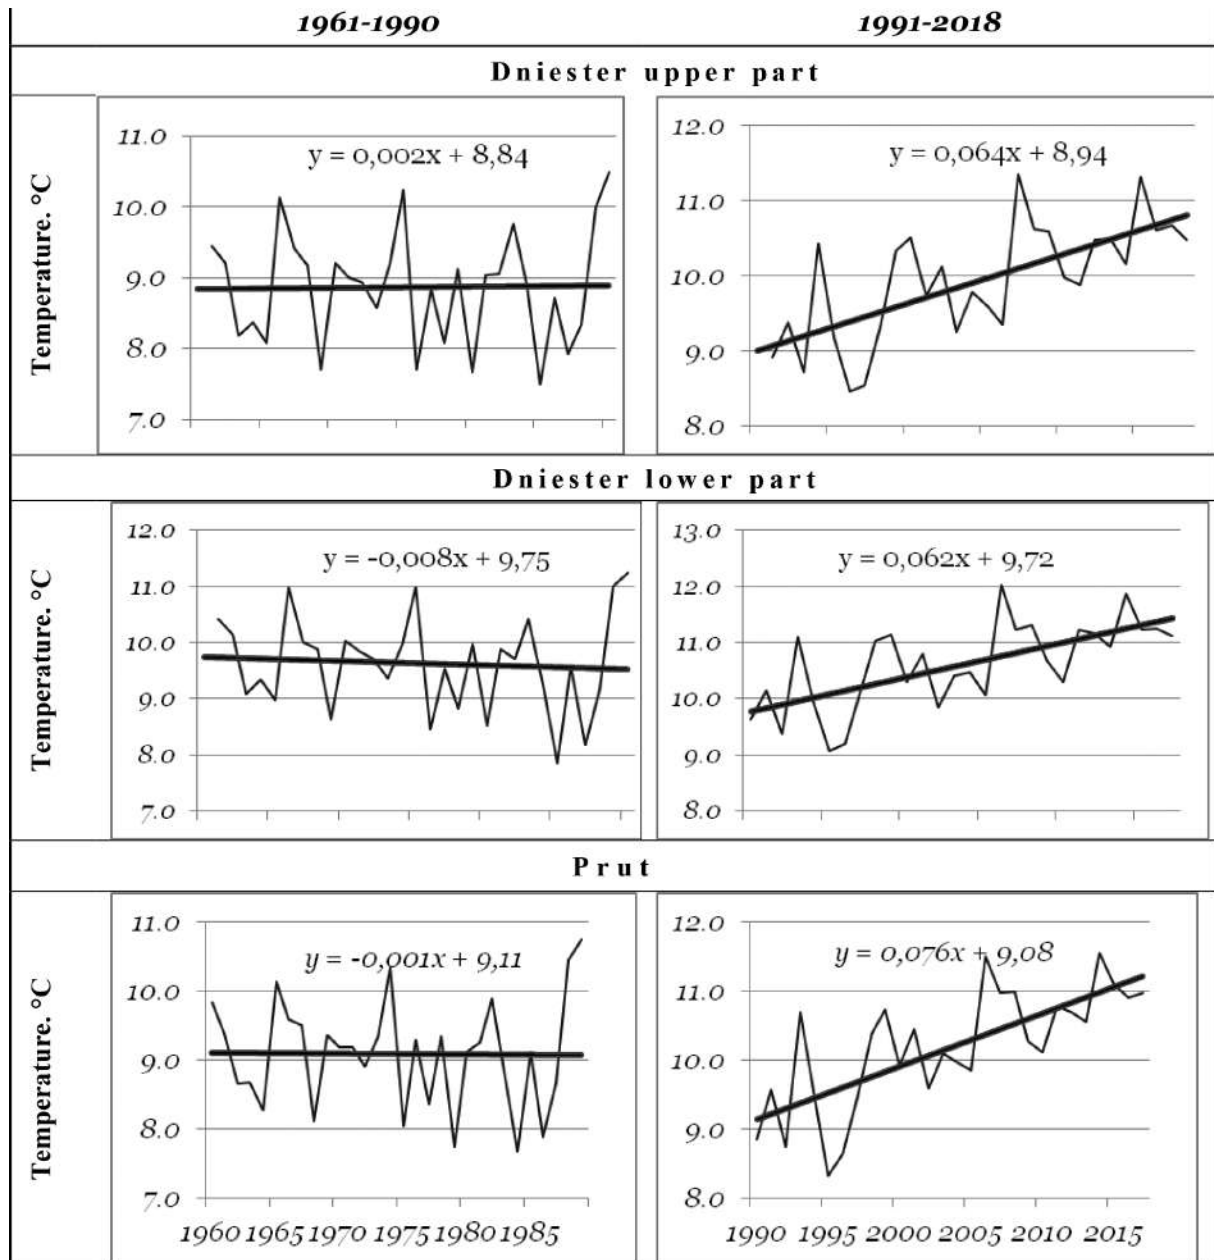 1961-1990 1991-2018
Dniester upper part
Temperature. °C
11.0
10.0
9.0
8.0
7.0
y = 0,002x + 8,84
12.0
11.0
10.0
9.0
8.0
y = 0,064x + 8,94
Dniester lower part
Temperature. °C
12.0
11.0
10.0
9.0
8.0
7.0
y = -0,008x + 9,75
13.0
12.0
11.0
10.0
9.0
8.0
y = 0,062x + 9,72
Prut
Temperature. °C
11.0
10.0
9.0
8.0
7.0
y = -0,001x + 9,11
1960 1965 1970 1975 1980 1985
12.0
11.0
10.0
9.0
8.0
y = 0,076x + 9,08
1990 1995 2000 2005 2010 2015